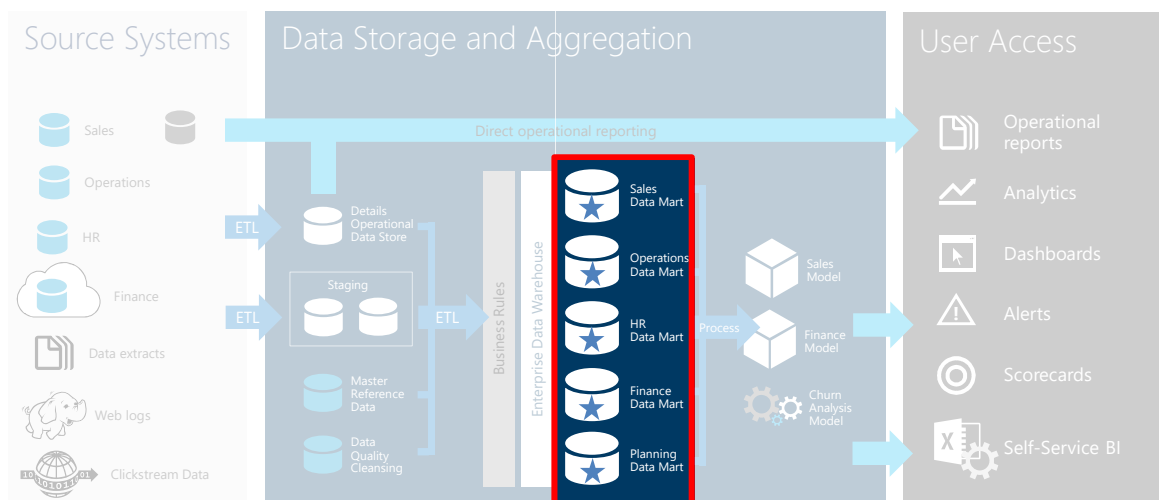 Source Systems
Data Storage and Aggregation
User Access
Sales
Operations
HR
Finance
Data extracts
Web logs
1010101101
Clickstream Data
Direct operational reporting
ETL
ETL
Details
Operational
Data Store
Staging
Master
Reference
Data
Data
Quality
Cleansing
ETL
Business Rules
Enterprise Data Warehouse
Sales
Data Mart
Operations
Data Mart
HR
Data Mart
Finance
Data Mart
Planning
Data Mart
Process
Sales
Model
Finance
Model
Churn
Analysis
Model
Operational
reports
Analytics
Dashboards
Alerts
Scorecards
X
Self-Service BI